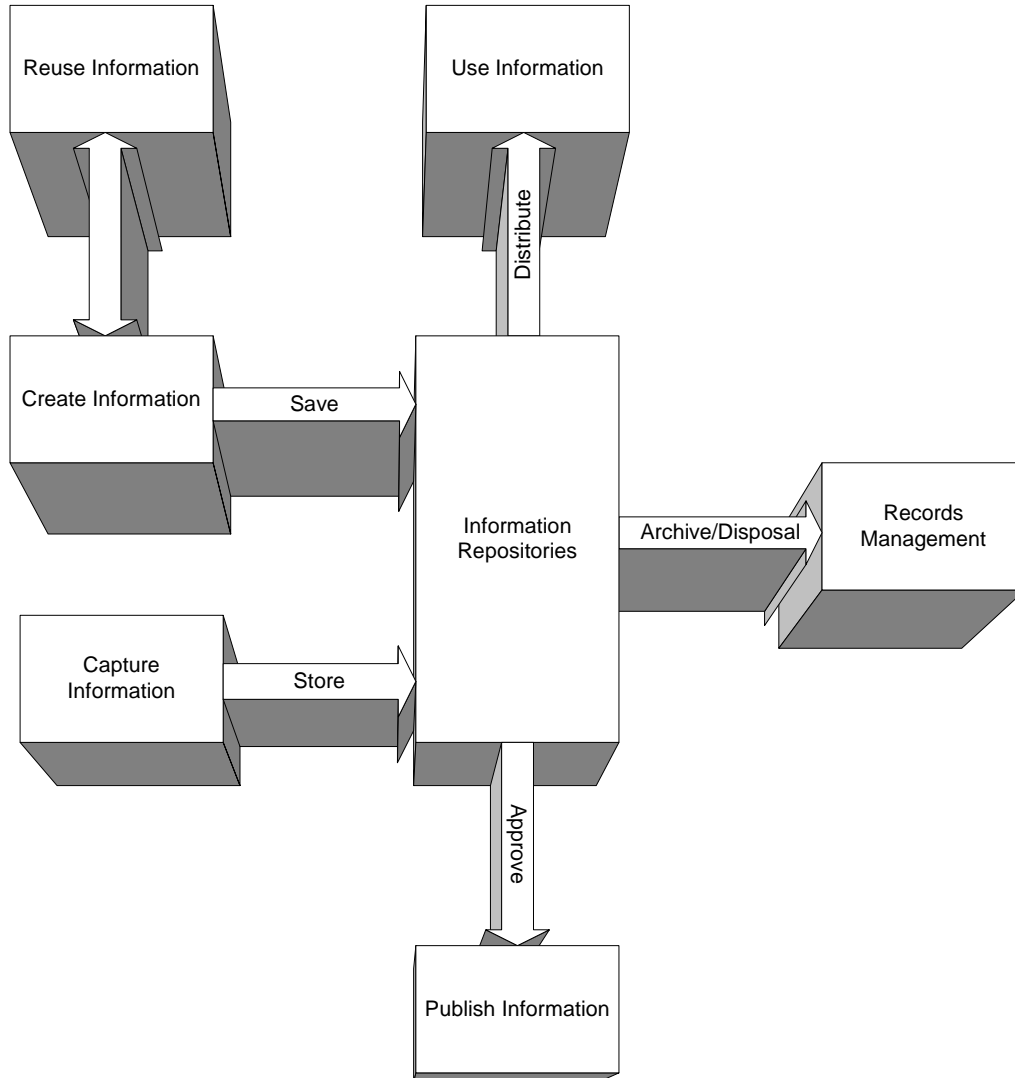 Reuse Information
Use Information
Distribute
Create Information
Save
Information
Repositories
Archive/Disposal
Records
Management
Capture
Information
Store
Approve
Publish Information